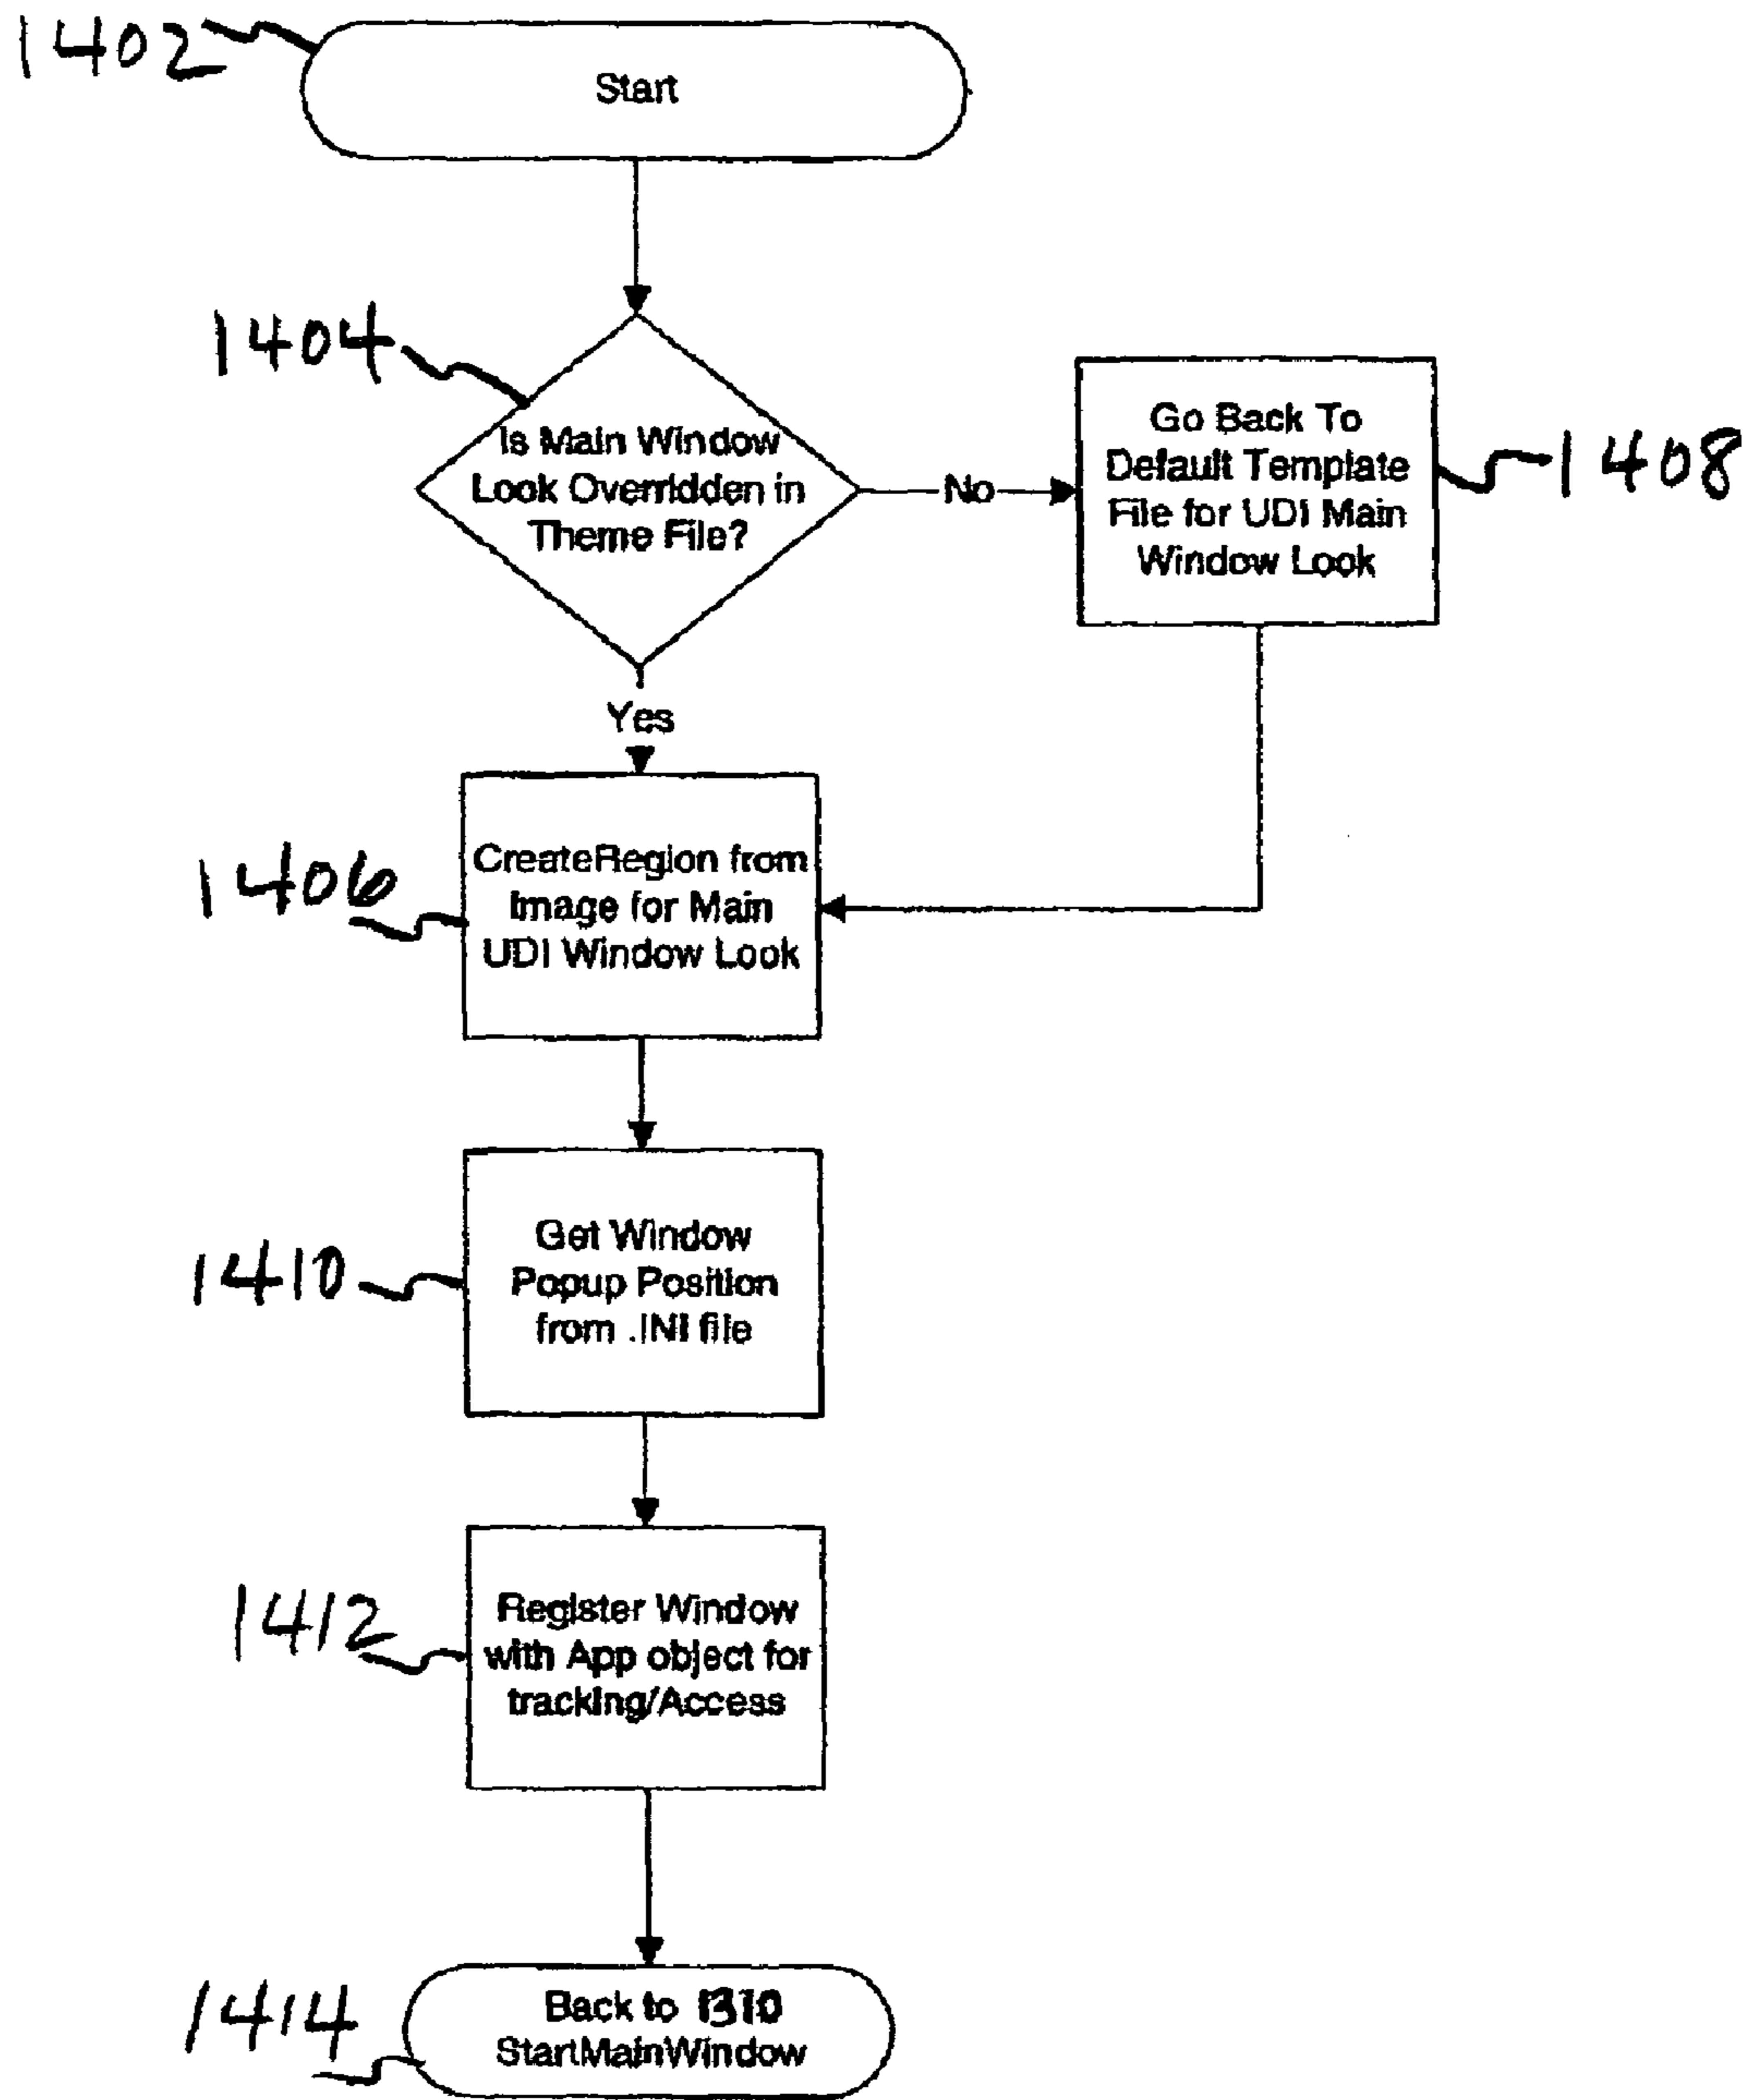 1402
Start
1404
Is Main Window
Look Overridden in
Theme File?
No
Go Back To
Default Template
File for UDI Main
Window Look
1408
Yes
1406
CreateRegion from
Image for Main
UDI Window Look
1410
Get Window
Popup Position
from .INI file
1412
Register Window
with App object for
tracking/Access
1414
Back to 1310
StartMainWindow